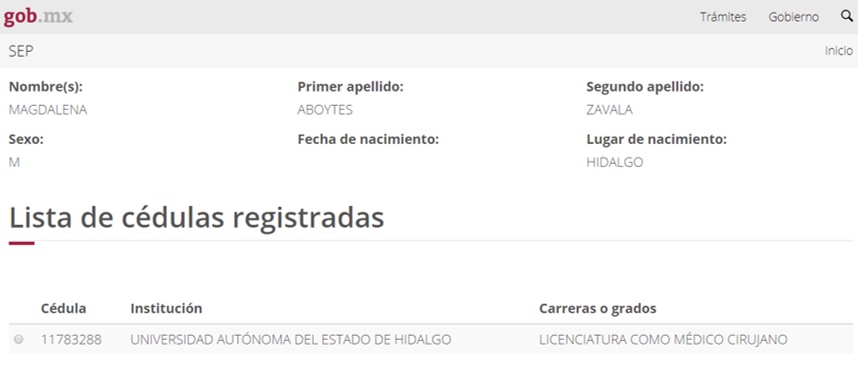 gob.mx Trámites Gobierno
SEP Inicio
Nombre(s): Primer apellido: Segundo apellido:
MAGDALENA ABOYTES ZAVALA
Sexo: Fecha de nacimiento: Lugar de nacimiento:
M HIDALGO
Lista de cédulas registradas
Cédula Institución Carreras o grados
11783288 UNIVERSIDAD AUTÓNOMA DEL ESTADO DE HIDALGO LICENCIATURA COMO MÉDICO CIRUJANO